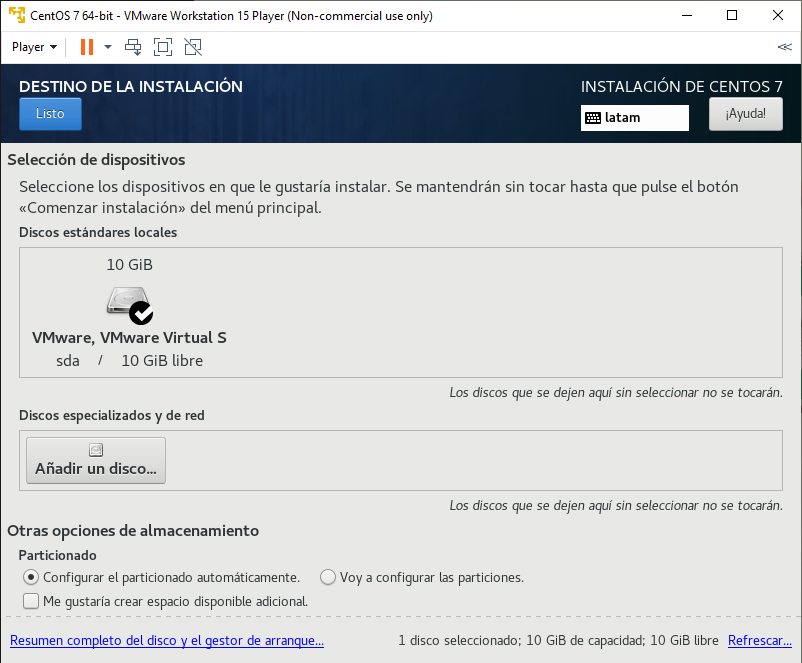 CentOS 7 64-bit - VMware Workstation 15 Player (Non-commercial use only)
Player
DESTINO DE LA INSTALACIÓN
INSTALACIÓN DE CENTOS 7
Listo
latam
¡Ayuda!
Selección de dispositivos
Seleccione los dispositivos en que le gustaría instalar. Se mantendrán sin tocar hasta que pulse el botón
«Comenzar instalación» del menú principal.
Discos estándares locales
10 GiB
VMware, VMware Virtual S
sda / 10 GiB libre
Los discos que se dejen aquí sin seleccionar no se tocarán.
Discos especializados y de red
Añadir un disco...
Los discos que se dejen aquí sin seleccionar no se tocarán.
Otras opciones de almacenamiento
Particionado
Configurar el particionado automáticamente. Voy a configurar las particiones.
Me gustaría crear espacio disponible adicional.
Resumen completo del disco y el gestor de arranque... 1 disco seleccionado; 10 GiB de capacidad; 10 GiB libre Refrescar...